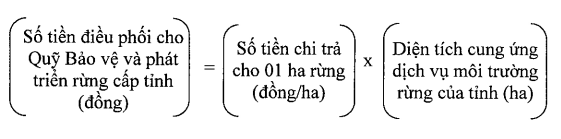 Số tiền điều phối cho
Quỹ Bảo vệ và phát
triển rừng cấp tỉnh
(đồng)
=
Số tiền chi trả
cho 01 ha rừng
(đồng/ha)
x
Diện tích cung ứng
dịch vụ môi trường
rừng của tỉnh (ha)